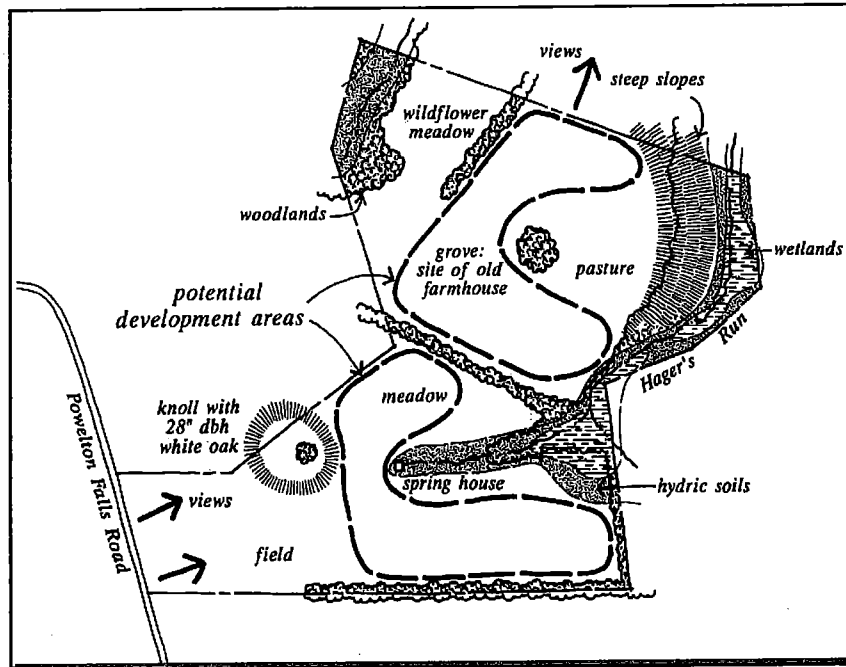 views
steep slopes
wildflower
meadow
woodlands
wetlands
grove:
site of old
farmhouse
pasture
potential
development areas
Hager's Run
meadow
knoll with
28" dbh
white oak
Powelton Falls Road
spring house
hydric soils
views
field